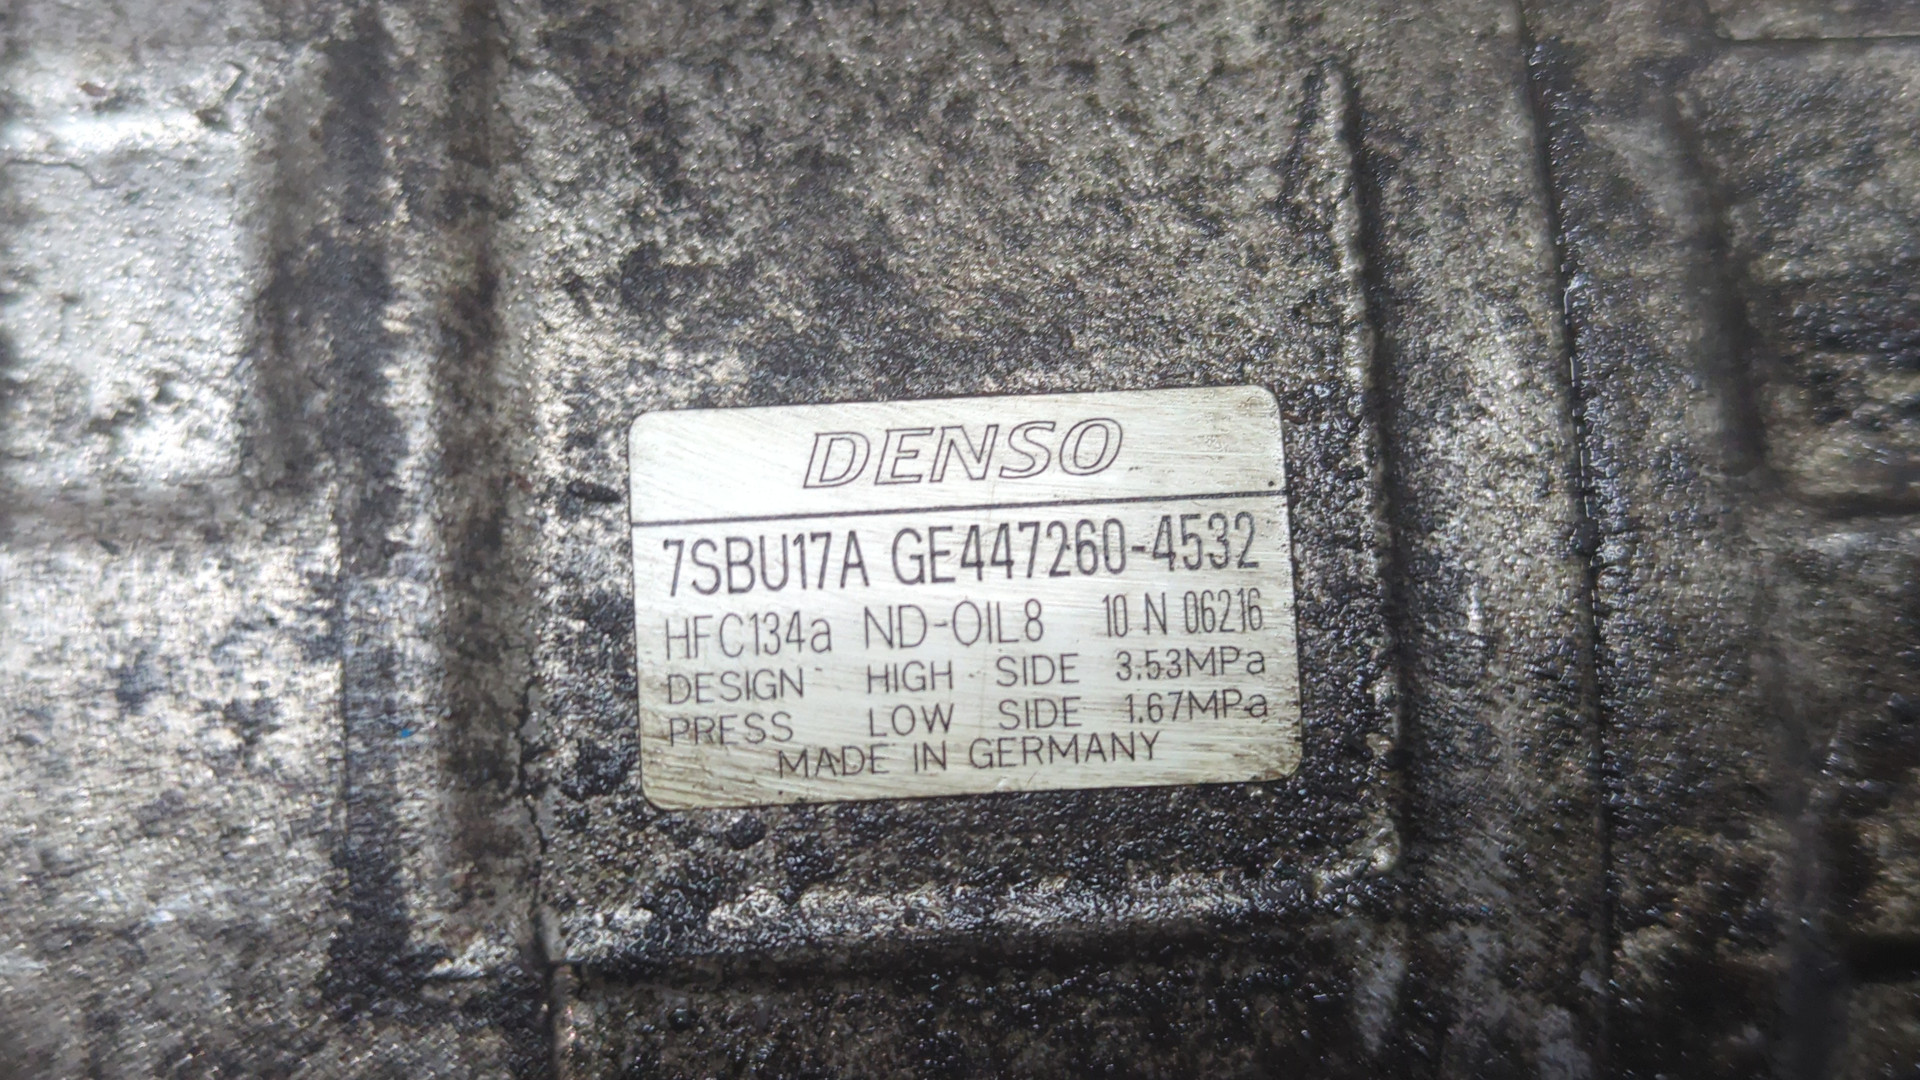 DENSO
7SBU17A GE447260-4532
HFC134a ND-OIL8 10 N 06216
DESIGN HIGH SIDE 3.53MPa
PRESS LOW SIDE 1.67MPa
MADE IN GERMANY